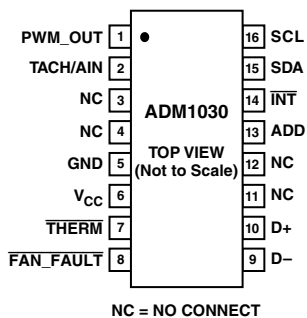 PWM_OUT 1 16 SCL
TACH/AIN 2 15 SDA
NC 3 14 INT
ADM1030
NC 4 13 ADD
TOP VIEW
GND 5 12 NC
(Not to Scale)
VCC 6 11 NC
THERM 7 10 D+
FAN_FAULT 8 9 D–
NC = NO CONNECT